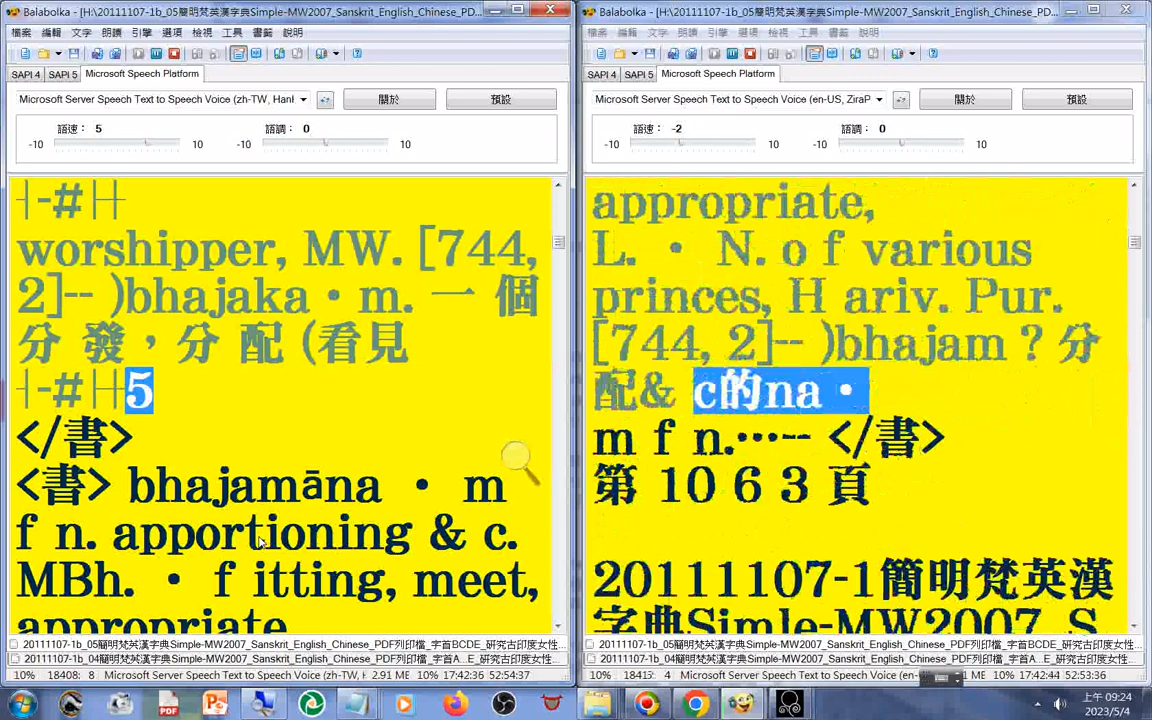 Balabolka - [H:\20111107-1b_05簡明梵英漢字典Simple-MW2007_Sanskrit_English_Chinese_PD...
檔案 編輯 文字 朗讀 引擎 選項 檢視 工具 書籤 說明
SAPI 4 SAPI 5 Microsoft Speech Platform
Microsoft Server Speech Text to Speech Voice (zh-TW, HanH 關於 預設
語速： 5 語調： 0
-10 10 -10 10
┤-#├┤
worshipper, MW. [744,
2]-- )bhajaka・m. 一 個
分 發，分 配 (看見
┤-#├┤5
</書>
<書> bhajamāna ・ m
f n. apportioning & c.
MBh. ・ f itting, meet,
appropriate
20111107-1b_05簡明梵英漢字典Simple-MW2007_Sanskrit_English_Chinese_PDF列印檔_字首BCDE_研究古印度女性...
20111107-1b_04簡明梵英漢字典Simple-MW2007_Sanskrit_English_Chinese_PDF列印檔_字首A...E_研究古印度女性...
10% 18408: 8 Microsoft Server Speech Text to Speech Voice (zh-TW, 2.91 MB 10% 17:42:36 52:54:37
Balabolka - [H:\20111107-1b_05簡明梵英漢字典Simple-MW2007_Sanskrit_English_Chinese_PD...
檔案 編輯 文字 朗讀 引擎 選項 檢視 工具 書籤 說明
SAPI 4 SAPI 5 Microsoft Speech Platform
Microsoft Server Speech Text to Speech Voice (en-US, ZiraP 關於 預設
語速： -2 語調： 0
-10 10 -10 10
appropriate,
L. ・ N. o f various
princes, H ariv. Pur.
[744, 2]-- )bhajam？分
配& c的na・
m f n.…-- </書>
第 10 6 3 頁
20111107-1簡明梵英漢
字典Simple-MW2007_S
20111107-1b_05簡明梵英漢字典Simple-MW2007_Sanskrit_English_Chinese_PDF列印檔_字首BCDE_研究古印度女性...
20111107-1b_04簡明梵英漢字典Simple-MW2007_Sanskrit_English_Chinese_PDF列印檔_字首A...E_研究古印度女性...
10% 18415: 4 Microsoft Server Speech Text to Speech Voice (en-U MB 10% 17:42:44 52:53:36
上午 09:24
2023/5/4